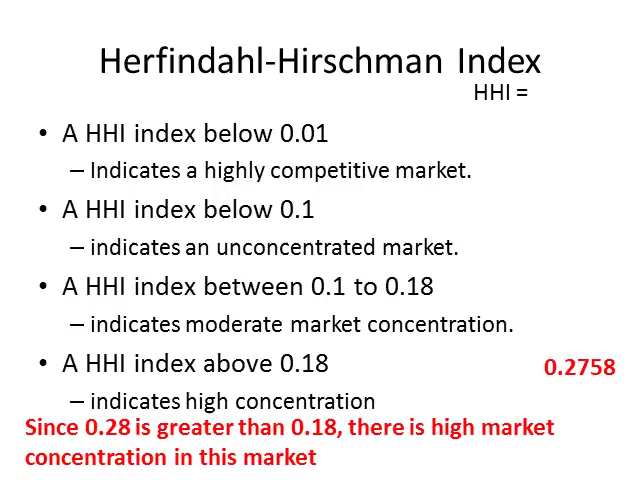 Herfindahl-Hirschman Index
HHI =
• A HHI index below 0.01
– Indicates a highly competitive market.
• A HHI index below 0.1
– indicates an unconcentrated market.
• A HHI index between 0.1 to 0.18
– indicates moderate market concentration.
• A HHI index above 0.18
0.2758
– indicates high concentration
Since 0.28 is greater than 0.18, there is high market
concentration in this market